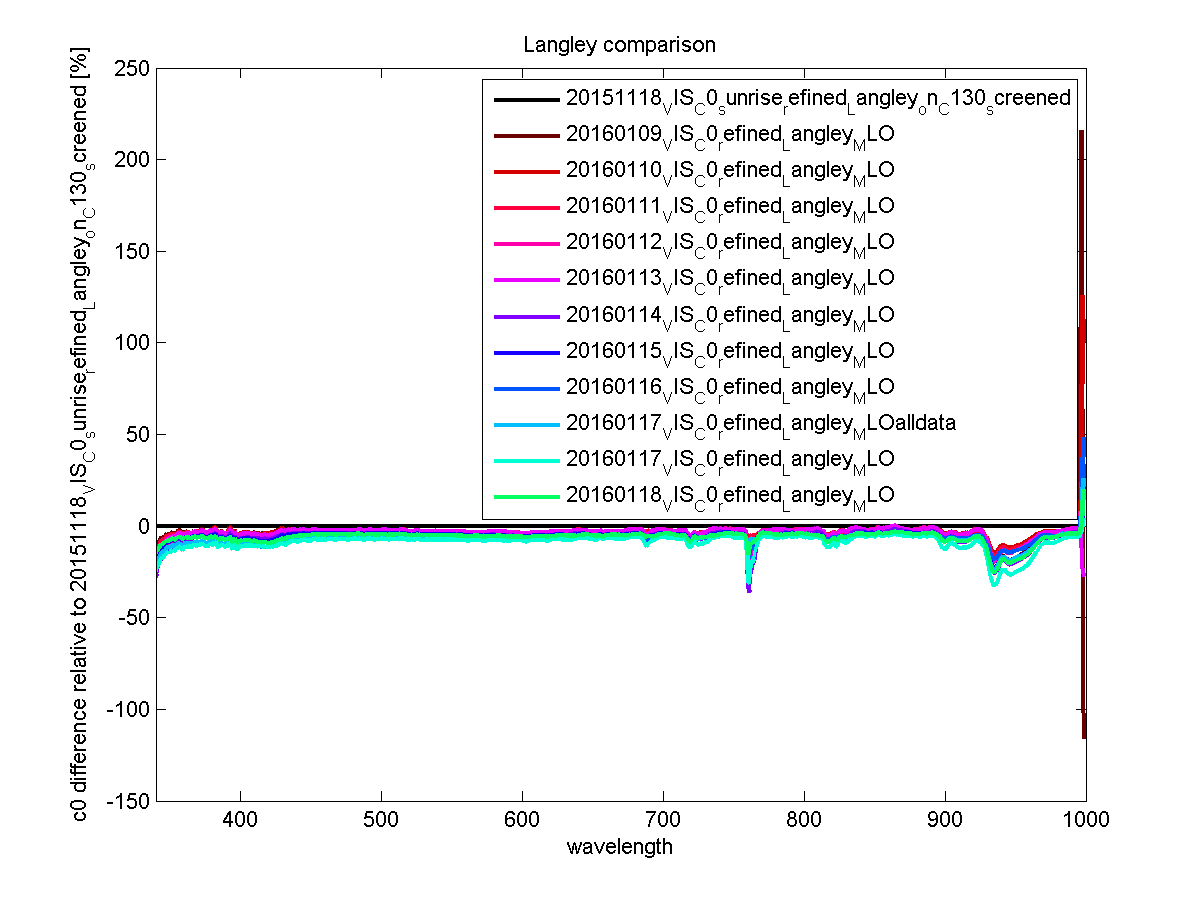 Langley comparison
c0 difference relative to 20151118VISC0sunriserefinedLangleyonC130screened [%]
250
200
150
100
50
0
-50
-100
-150
20151118VISC0sunriserefinedLangleyonC130screened
20160109VISC0refinedLangleyMLO
20160110VISC0refinedLangleyMLO
20160111VISC0refinedLangleyMLO
20160112VISC0refinedLangleyMLO
20160113VISC0refinedLangleyMLO
20160114VISC0refinedLangleyMLO
20160115VISC0refinedLangleyMLO
20160116VISC0refinedLangleyMLO
20160117VISC0refinedLangleyMLOalldata
20160117VISC0refinedLangleyMLO
20160118VISC0refinedLangleyMLO
400 500 600 700 800 900 1000
wavelength